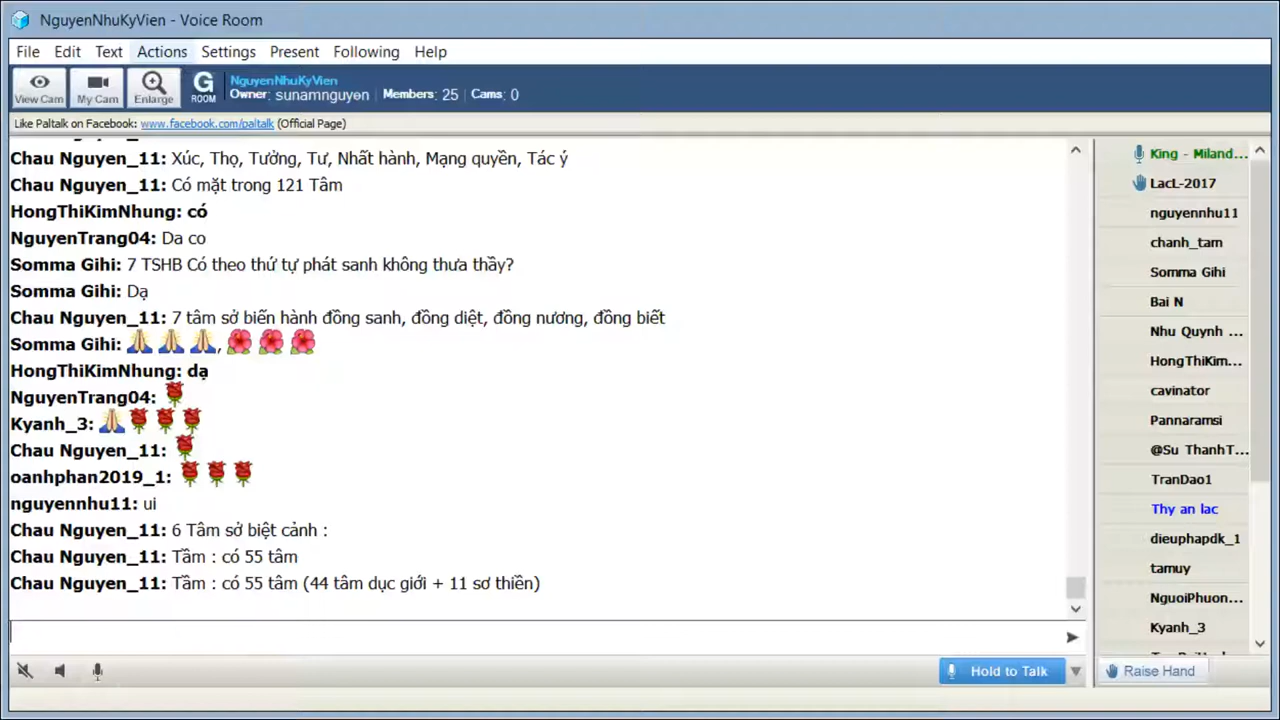 NguyenNhuKyVien - Voice Room
File Edit Text Actions Settings Present Following Help
View Cam My Cam Enlarge G ROOM
NguyenNhuKyVien
Owner: sunamnguyen Members: 25 Cams: 0
Like Paltalk on Facebook: www.facebook.com/paltalk (Official Page)
Chau Nguyen_11: Xúc, Thọ, Tưởng, Tư, Nhất hành, Mạng quyền, Tác ý
Chau Nguyen_11: Có mặt trong 121 Tâm
HongThiKimNhung: có
NguyenTrang04: Da co
Somma Gihi: 7 TSHB Có theo thứ tự phát sanh không thưa thầy?
Somma Gihi: Dạ
Chau Nguyen_11: 7 tâm sở biến hành đồng sanh, đồng diệt, đồng nương, đồng biết
Somma Gihi: 🙏 🙏 🙏, 🌺 🌺 🌺
HongThiKimNhung: dạ
NguyenTrang04: 🌹
Kyanh_3: 🙏🌹🌹🌹
Chau Nguyen_11: 🌹
oanhphan2019_1: 🌹🌹🌹
nguyennhu11: ui
Chau Nguyen_11: 6 Tâm sở biệt cảnh :
Chau Nguyen_11: Tầm : có 55 tâm
Chau Nguyen_11: Tầm : có 55 tâm (44 tâm dục giới + 11 sơ thiền)
King - Miland...
LacL-2017
nguyennhu11
chanh_tam
Somma Gihi
Bai N
Nhu Quynh ...
HongThiKim...
cavinator
Pannaramsi
@Su ThanhT...
TranDao1
Thy an lac
dieuphapdk_1
tamuy
NguoiPhuon...
Kyanh_3
Hold to Talk
Raise Hand